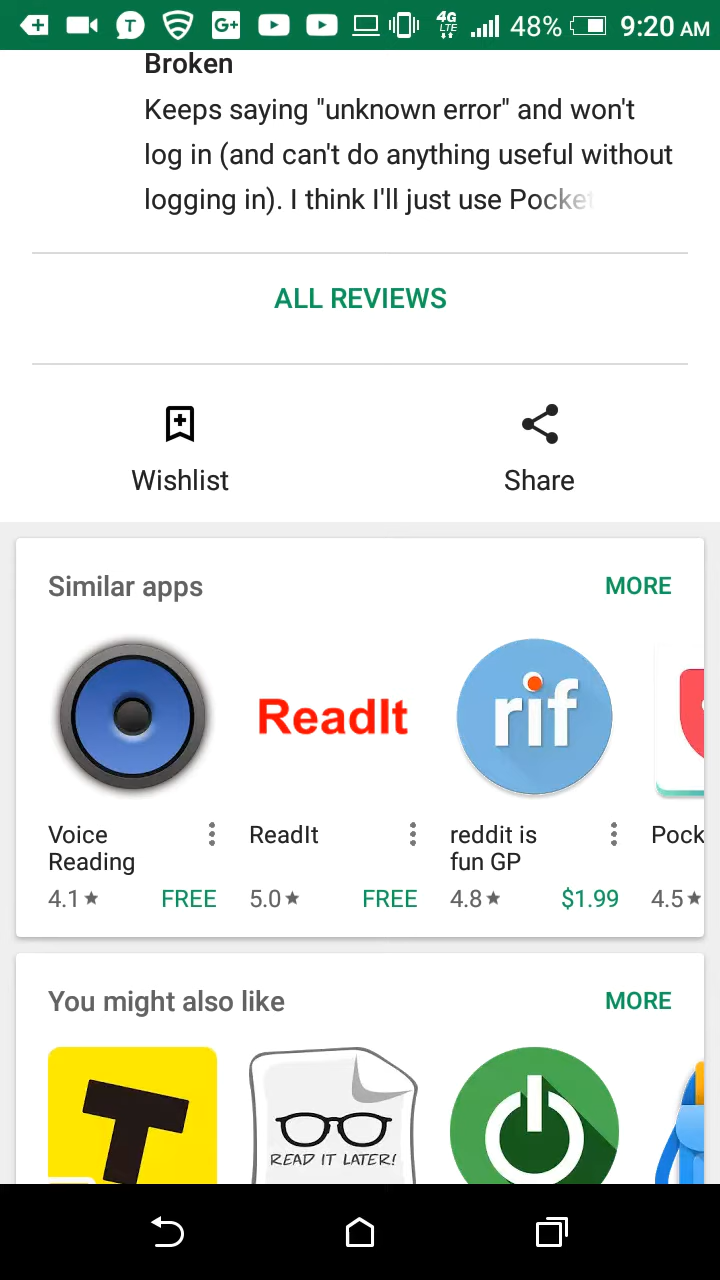 G+ 4G LTE 48% 9:20 AM
Broken
Keeps saying "unknown error" and won't
log in (and can't do anything useful without
logging in). I think I'll just use Pocket
ALL REVIEWS
Wishlist Share
Similar apps MORE
ReadIt
rif
Voice Reading
4.1★ FREE
ReadIt
5.0★ FREE
reddit is
fun GP
4.8★ $1.99
Pock
4.5★
You might also like MORE
T
READ IT LATER!